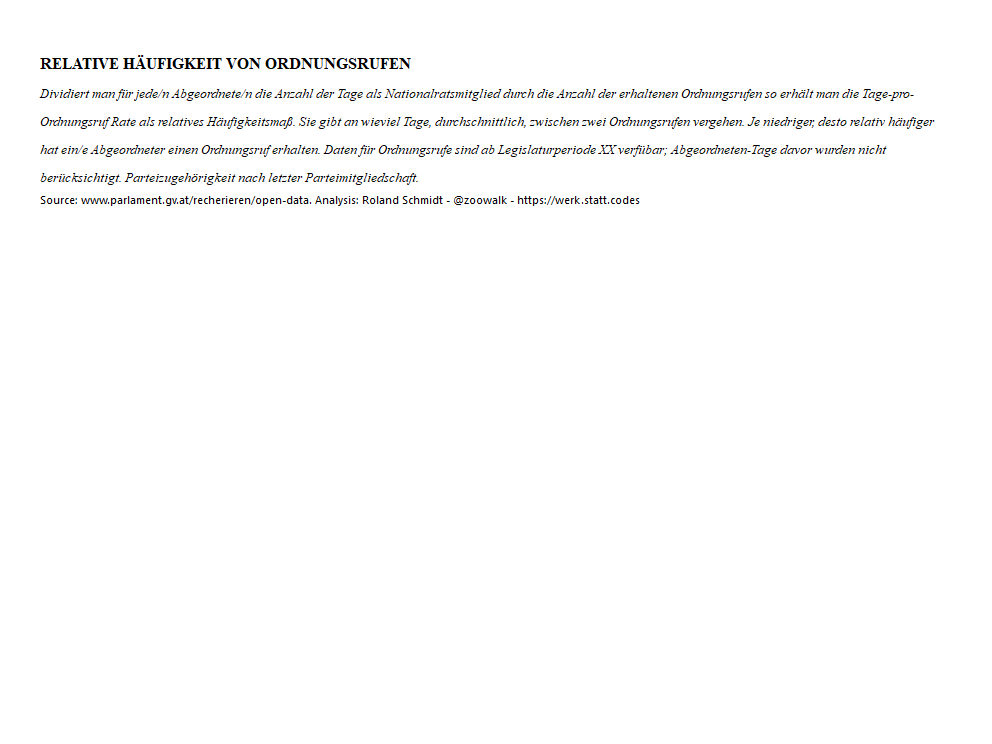 RELATIVE HÄUFIGKEIT VON ORDNUNGSRUFEN
Dividiert man für jede/n Abgeordnete/n die Anzahl der Tage als Nationalratsmitglied durch die Anzahl der erhaltenen Ordnungsrufen so erhält man die Tage-pro-
Ordnungsruf Rate als relatives Häufigkeitsmaß. Sie gibt an wieviel Tage, durchschnittlich, zwischen zwei Ordnungsrufen vergehen. Je niedriger, desto relativ häufiger
hat ein/e Abgeordneter einen Ordnungsruf erhalten. Daten für Ordnungsrufe sind ab Legislaturperiode XX verfübar; Abgeordneten-Tage davor wurden nicht
berücksichtigt. Parteizugehörigkeit nach letzter Parteimitgliedschaft.
Source: www.parlament.gv.at/recherieren/open-data. Analysis: Roland Schmidt - @zoowalk - https://werk.statt.codes